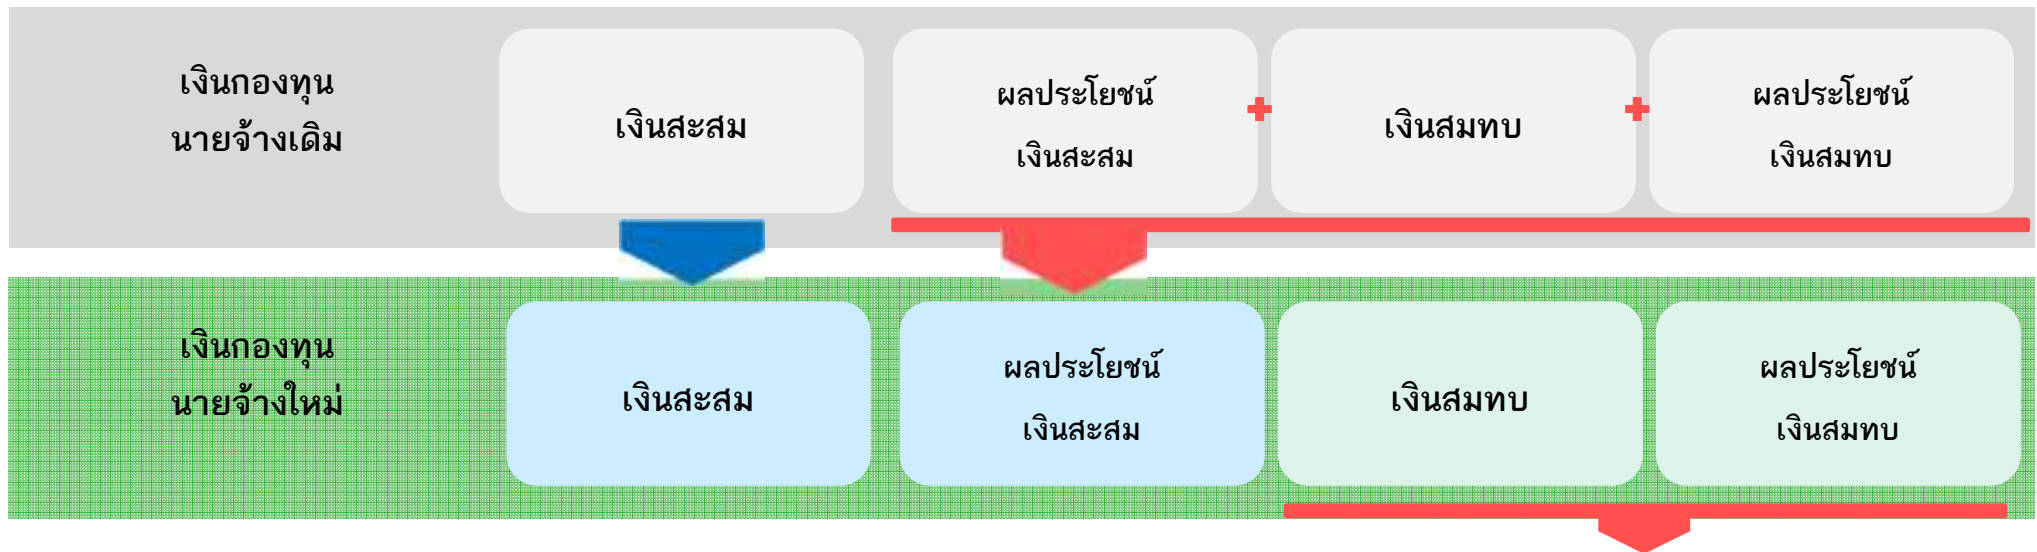 เงินกองทุน
นายจ้างเดิม
เงินสะสม
ผลประโยชน์
เงินสะสม
+
เงินสมทบ
+
ผลประโยชน์
เงินสมทบ
เงินกองทุน
นายจ้างใหม่
เงินสะสม
ผลประโยชน์
เงินสะสม
เงินสมทบ
ผลประโยชน์
เงินสมทบ